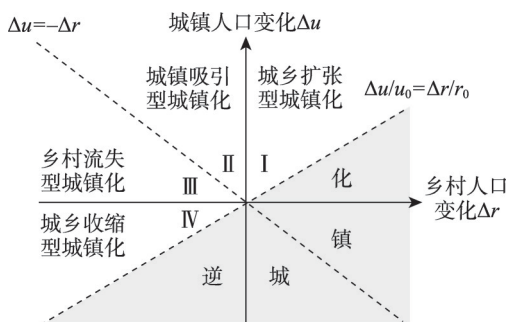 Δu=−Δr
城镇人口变化Δu
城镇吸引
型城镇化
城乡扩张
型城镇化
Δu/u₀=Δr/r₀
乡村流失
型城镇化
Ⅱ
Ⅰ
化
Ⅲ
乡村人口
变化Δr
城乡收缩
型城镇化
Ⅳ
镇
逆
城